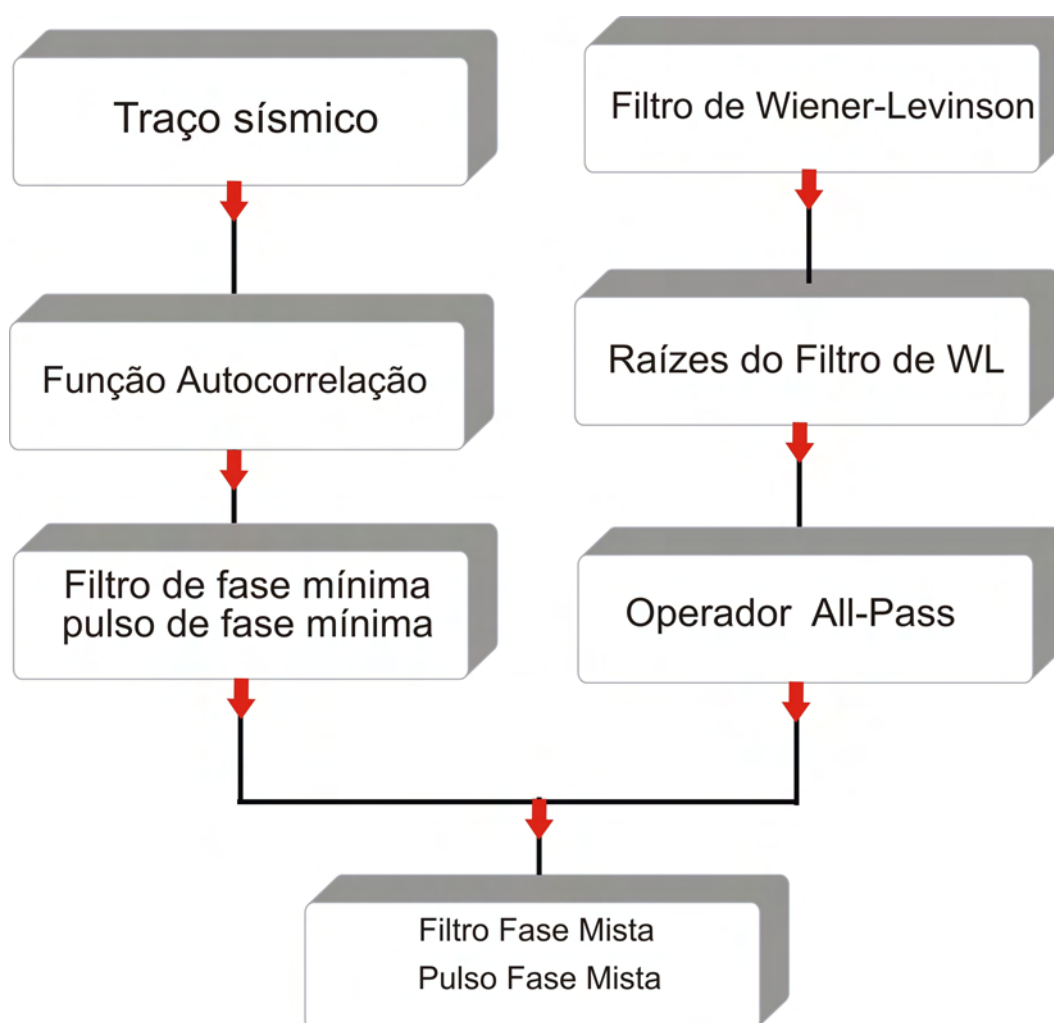 Traço sísmico
Função Autocorrelação
Filtro de fase mínima
pulso de fase mínima
Filtro de Wiener-Levinson
Raízes do Filtro de WL
Operador All-Pass
Filtro Fase Mista
Pulso Fase Mista